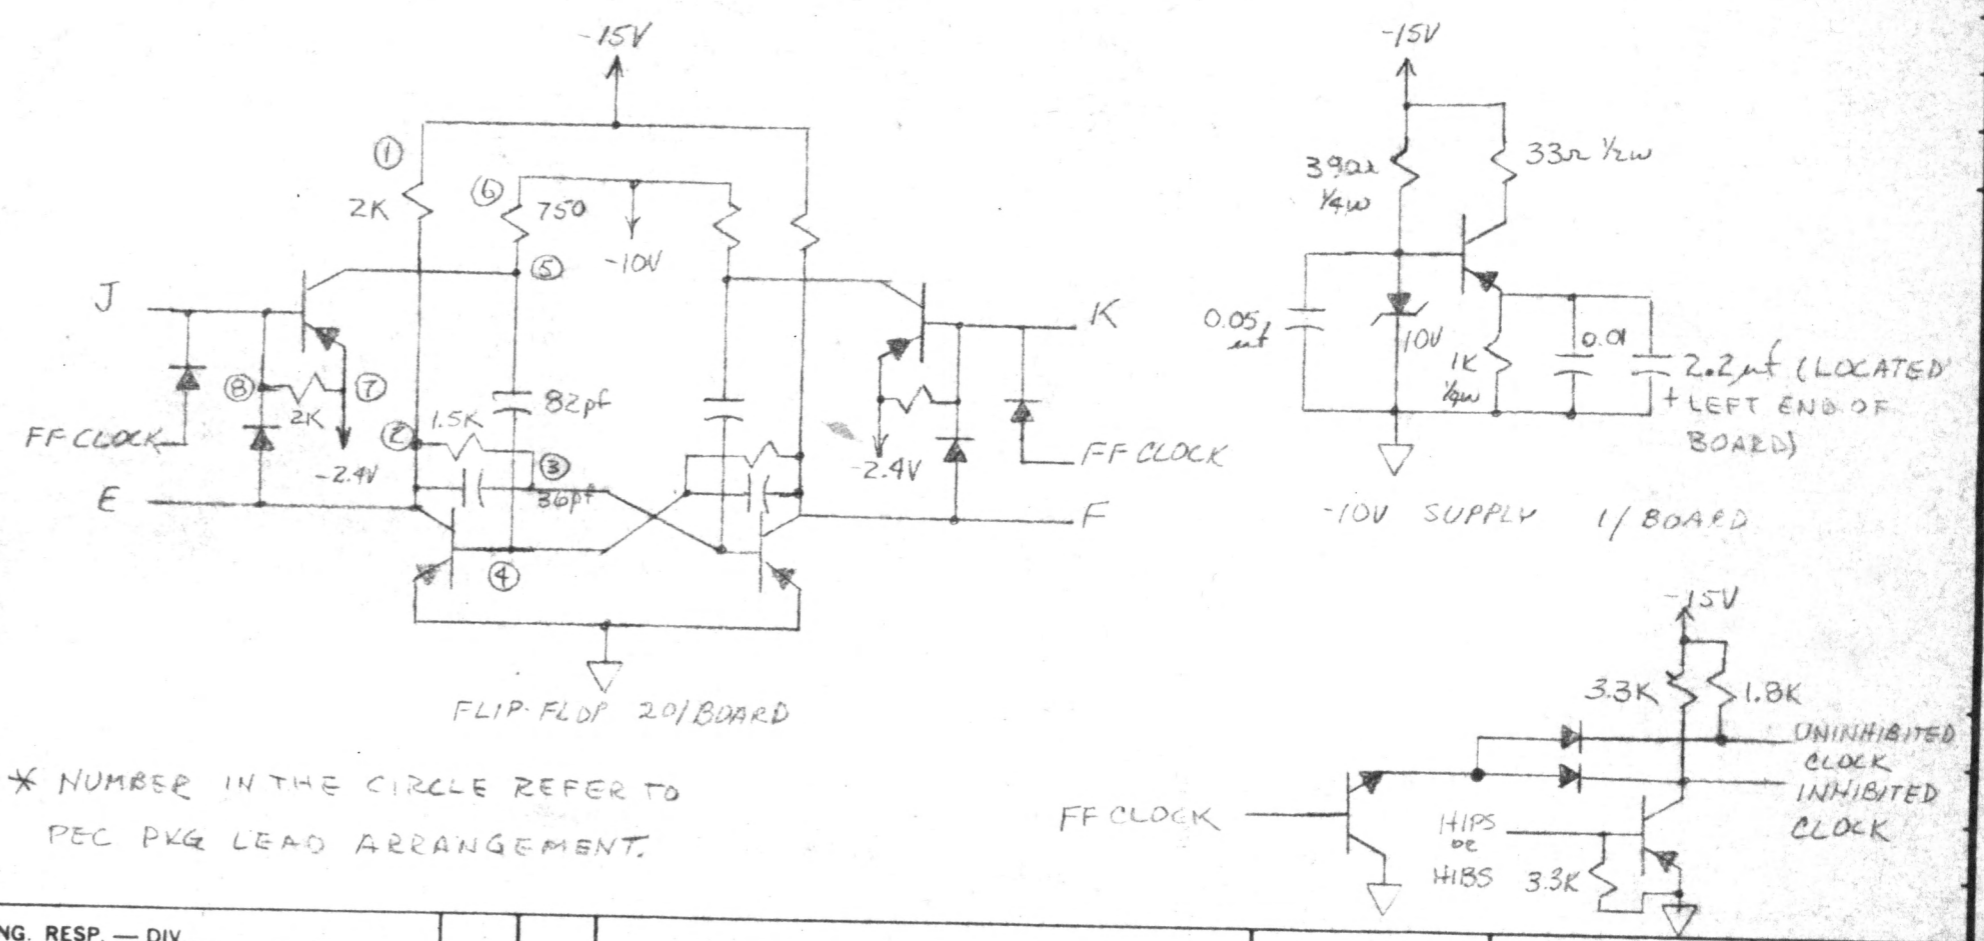 -15V
①
2K
⑥
750
-10V
⑤
J
⑧
2K
⑦
82pf
FF CLOCK
② 1.5K
③
-2.4V
36pf
E
④
K
-2.4V
FF CLOCK
F
FLIP-FLOP 20/BOARD
* NUMBER IN THE CIRCLE REFER TO
PEC PKG LEAD ARRANGEMENT.
-15V
390Ω
1/4W
33Ω 1/2W
0.05
μf
10V
1K
1/4W
0.01
2.2μf (LOCATED
+ LEFT END OF
BOARD)
-10V SUPPLY 1/BOARD
-15V
3.3K
1.8K
UNINHIBITED
CLOCK
INHIBITED
CLOCK
FF CLOCK
HIPS
or
HIBS
3.3K
NG. RESP. — DIV